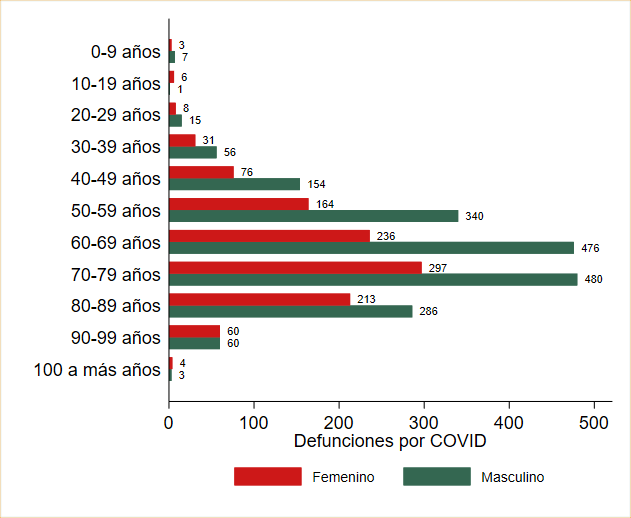 0-9 años
3
7
10-19 años
6
1
20-29 años
8
15
30-39 años
31
56
40-49 años
76
154
50-59 años
164
340
60-69 años
236
476
70-79 años
297
480
80-89 años
213
286
90-99 años
60
60
100 a más años
4
3
0 100 200 300 400 500
Defunciones por COVID
Femenino Masculino